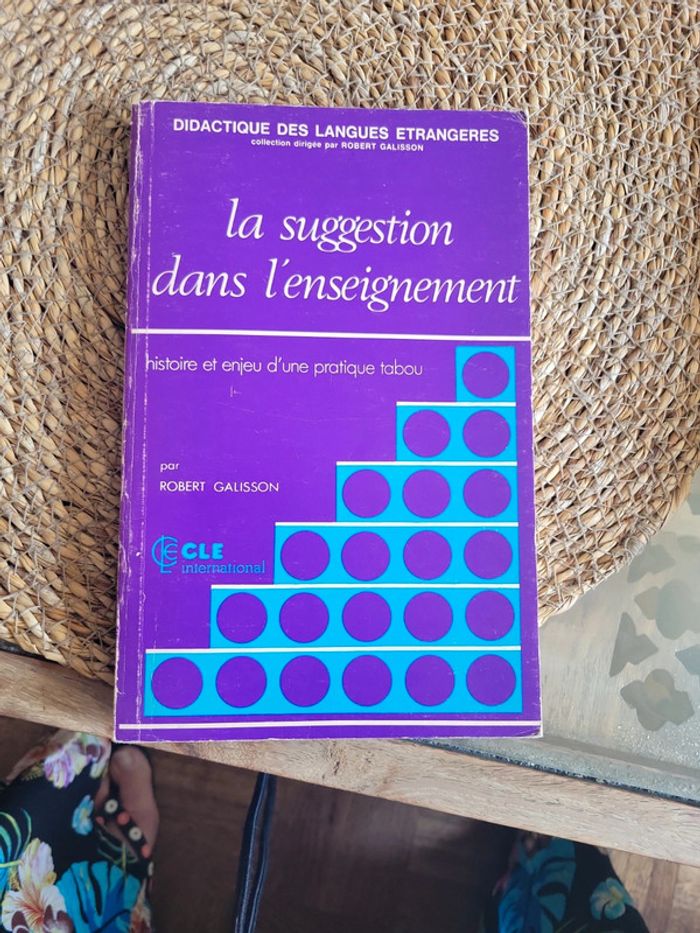 DIDACTIQUE DES LANGUES ETRANGERES
collection dirigée par ROBERT GALISSON
la suggestion
dans l'enseignement
histoire et enjeu d'une pratique tabou
par
ROBERT GALISSON
CLE
international